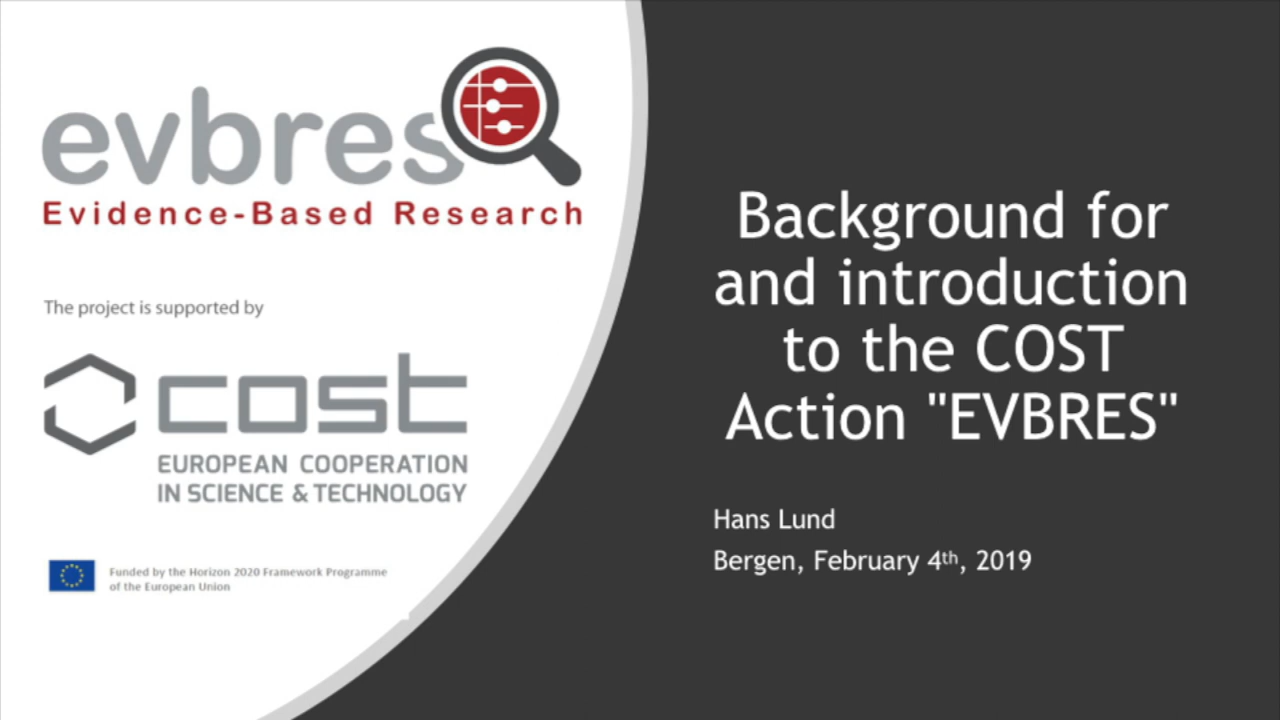 evbres
Evidence-Based Research
The project is supported by
cost
EUROPEAN COOPERATION
IN SCIENCE & TECHNOLOGY
Funded by the Horizon 2020 Framework Programme
of the European Union
Background for
and introduction
to the COST
Action "EVBRES"
Hans Lund
Bergen, February 4th, 2019